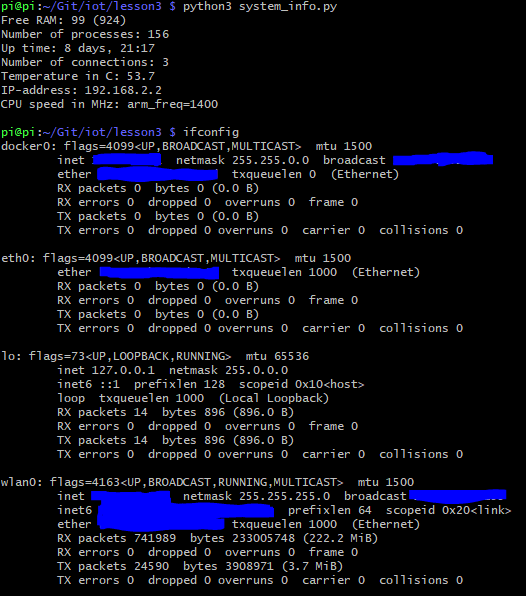 pi@pi:~/Git/iot/lesson3 $ python3 system_info.py
Free RAM: 99 (924)
Number of processes: 156
Up time: 8 days, 21:17
Number of connections: 3
Temperature in C: 53.7
IP-address: 192.168.2.2
CPU speed in MHz: arm_freq=1400
pi@pi:~/Git/iot/lesson3 $ ifconfig
docker0: flags=4099<UP,BROADCAST,MULTICAST>  mtu 1500
inet netmask 255.255.0.0  broadcast
ether txqueuelen 0  (Ethernet)
RX packets 0  bytes 0 (0.0 B)
RX errors 0  dropped 0  overruns 0  frame 0
TX packets 0  bytes 0 (0.0 B)
TX errors 0  dropped 0 overruns 0  carrier 0  collisions 0
eth0: flags=4099<UP,BROADCAST,MULTICAST>  mtu 1500
ether txqueuelen 1000  (Ethernet)
RX packets 0  bytes 0 (0.0 B)
RX errors 0  dropped 0  overruns 0  frame 0
TX packets 0  bytes 0 (0.0 B)
TX errors 0  dropped 0 overruns 0  carrier 0  collisions 0
lo: flags=73<UP,LOOPBACK,RUNNING>  mtu 65536
inet 127.0.0.1  netmask 255.0.0.0
inet6 ::1  prefixlen 128  scopeid 0x10<host>
loop  txqueuelen 1000  (Local Loopback)
RX packets 14  bytes 896 (896.0 B)
RX errors 0  dropped 0  overruns 0  frame 0
TX packets 14  bytes 896 (896.0 B)
TX errors 0  dropped 0 overruns 0  carrier 0  collisions 0
wlan0: flags=4163<UP,BROADCAST,RUNNING,MULTICAST>  mtu 1500
inet netmask 255.255.255.0  broadcast
inet6 prefixlen 64  scopeid 0x20<link>
ether txqueuelen 1000  (Ethernet)
RX packets 741989  bytes 233005748 (222.2 MiB)
RX errors 0  dropped 0  overruns 0  frame 0
TX packets 24590  bytes 3908971 (3.7 MiB)
TX errors 0  dropped 0 overruns 0  carrier 0  collisions 0